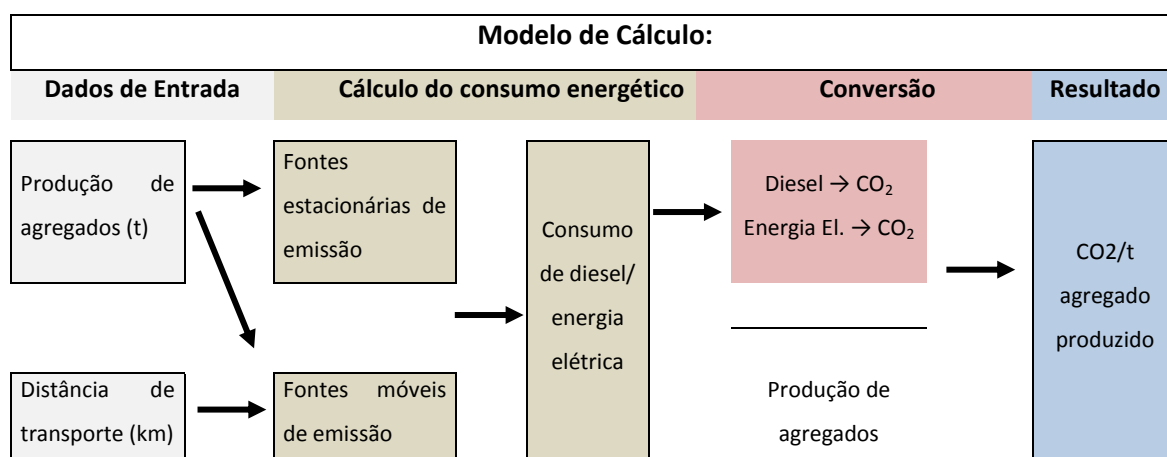 Modelo de Cálculo:
Dados de Entrada
Cálculo do consumo energético
Conversão
Resultado
Produção de
agregados (t)
Distância de
transporte (km)
Fontes
estacionárias de
emissão
Fontes móveis
de emissão
Consumo
de diesel/
energia
elétrica
Diesel → CO₂
Energia El. → CO₂
Produção de
agregados
CO2/t
agregado
produzido